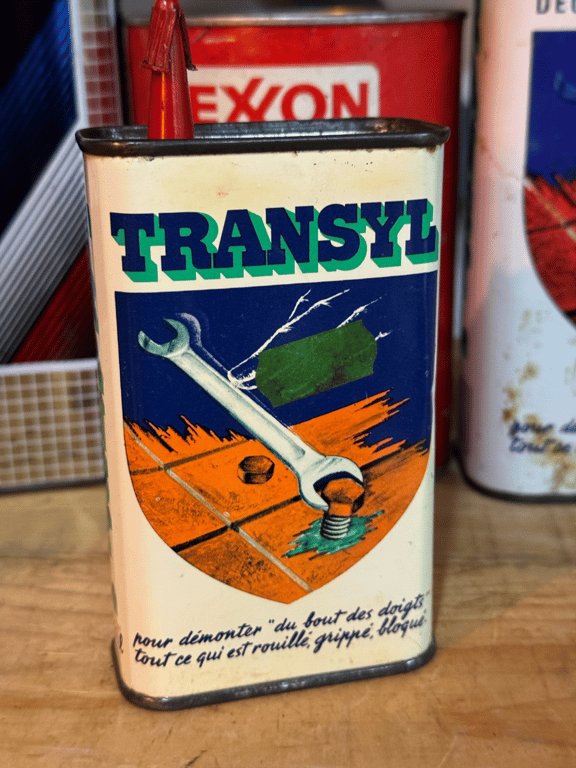 EXXON
TRANSYL
pour démonter "du bout des doigts"
tout ce qui est rouillé, grippé, bloqué.